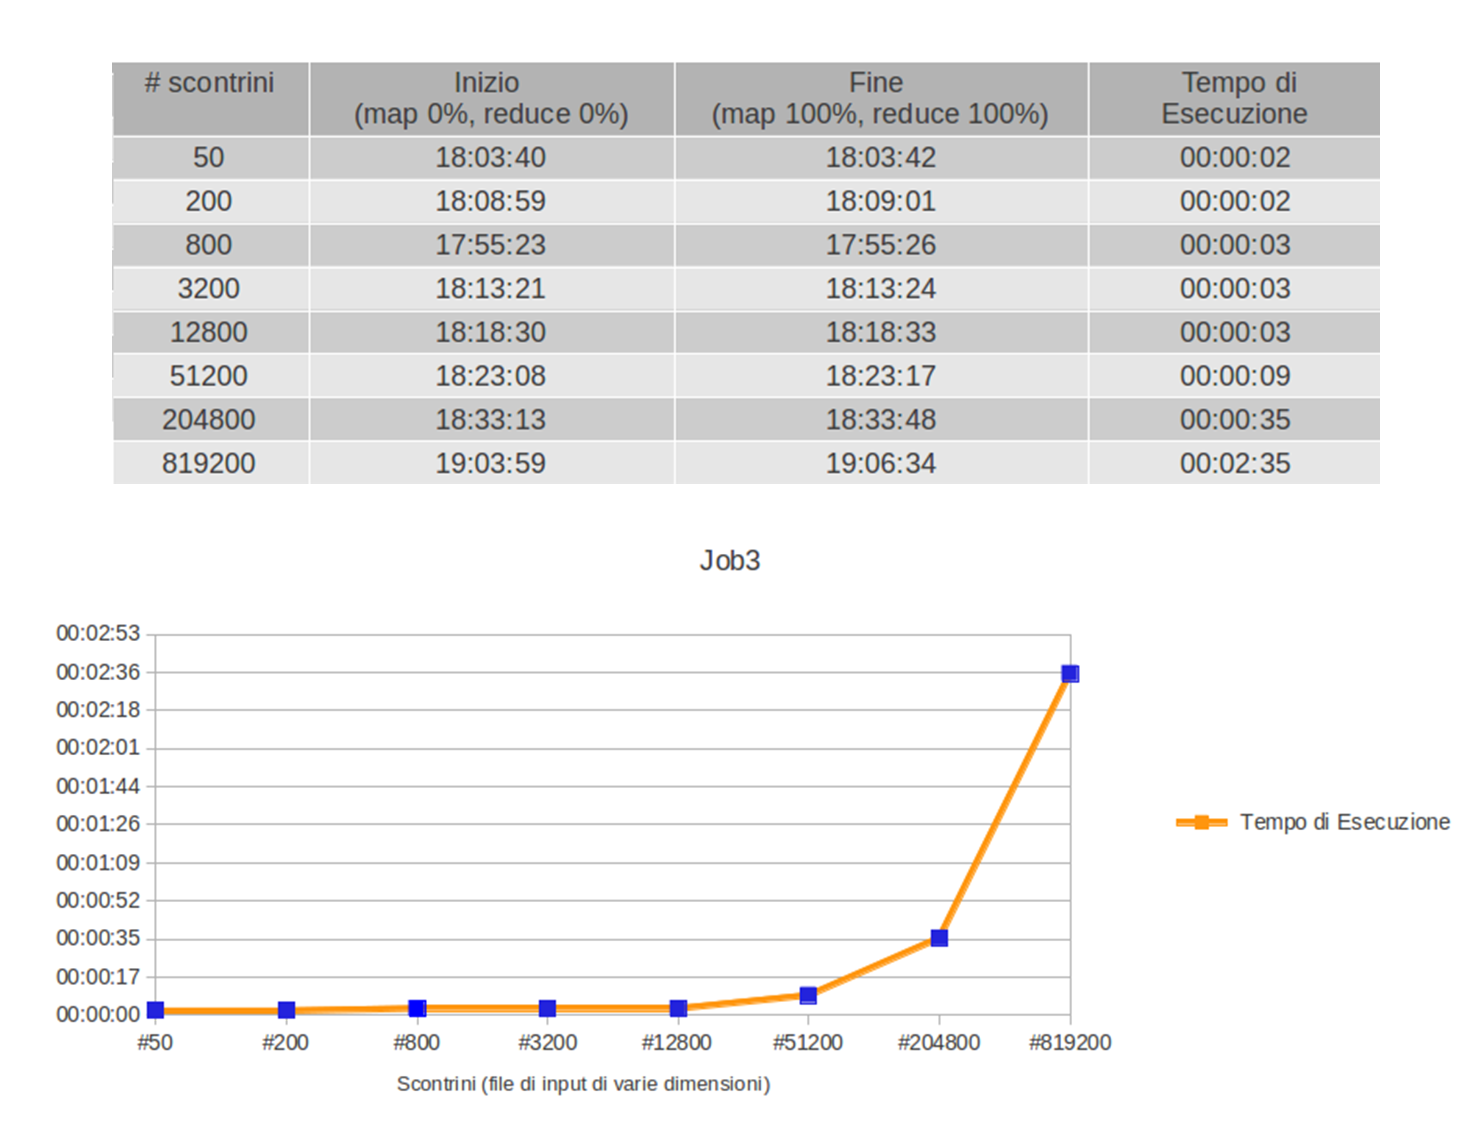 # scontrini Inizio Fine Tempo di
(map 0%, reduce 0%) (map 100%, reduce 100%) Esecuzione
50 18:03:40 18:03:42 00:00:02
200 18:08:59 18:09:01 00:00:02
800 17:55:23 17:55:26 00:00:03
3200 18:13:21 18:13:24 00:00:03
12800 18:18:30 18:18:33 00:00:03
51200 18:23:08 18:23:17 00:00:09
204800 18:33:13 18:33:48 00:00:35
819200 19:03:59 19:06:34 00:02:35
Job3
00:02:53
00:02:36
00:02:18
00:02:01
00:01:44
00:01:26
00:01:09
00:00:52
00:00:35
00:00:17
00:00:00
#50 #200 #800 #3200 #12800 #51200 #204800 #819200
Scontrini (file di input di varie dimensioni)
Tempo di Esecuzione